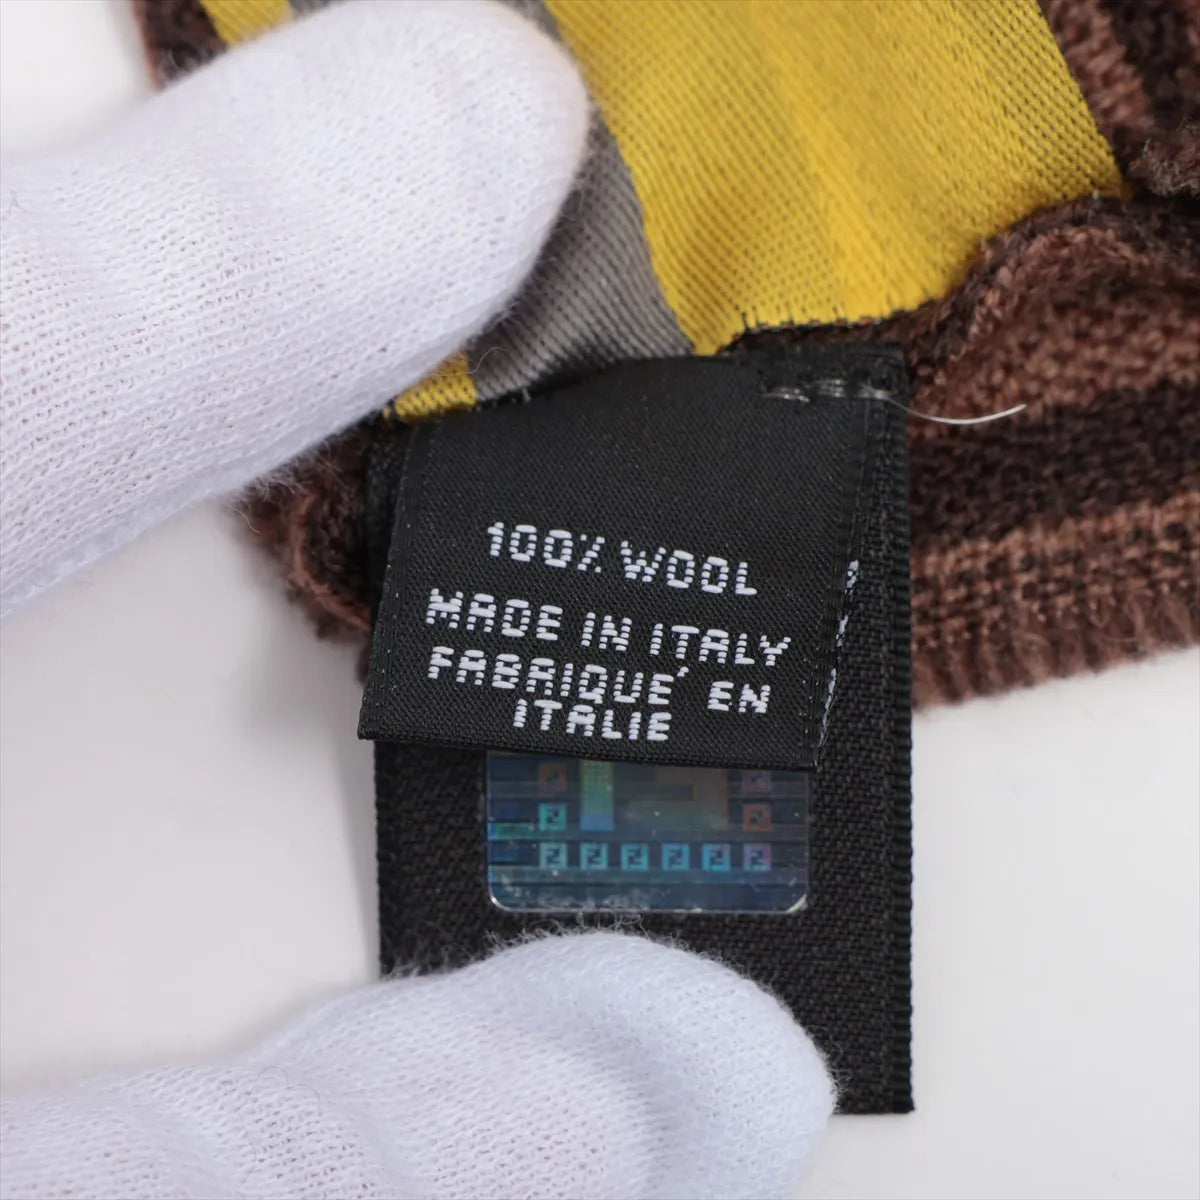 100% WOOL
MADE IN ITALY
FABRIQUE' EN
ITALIE